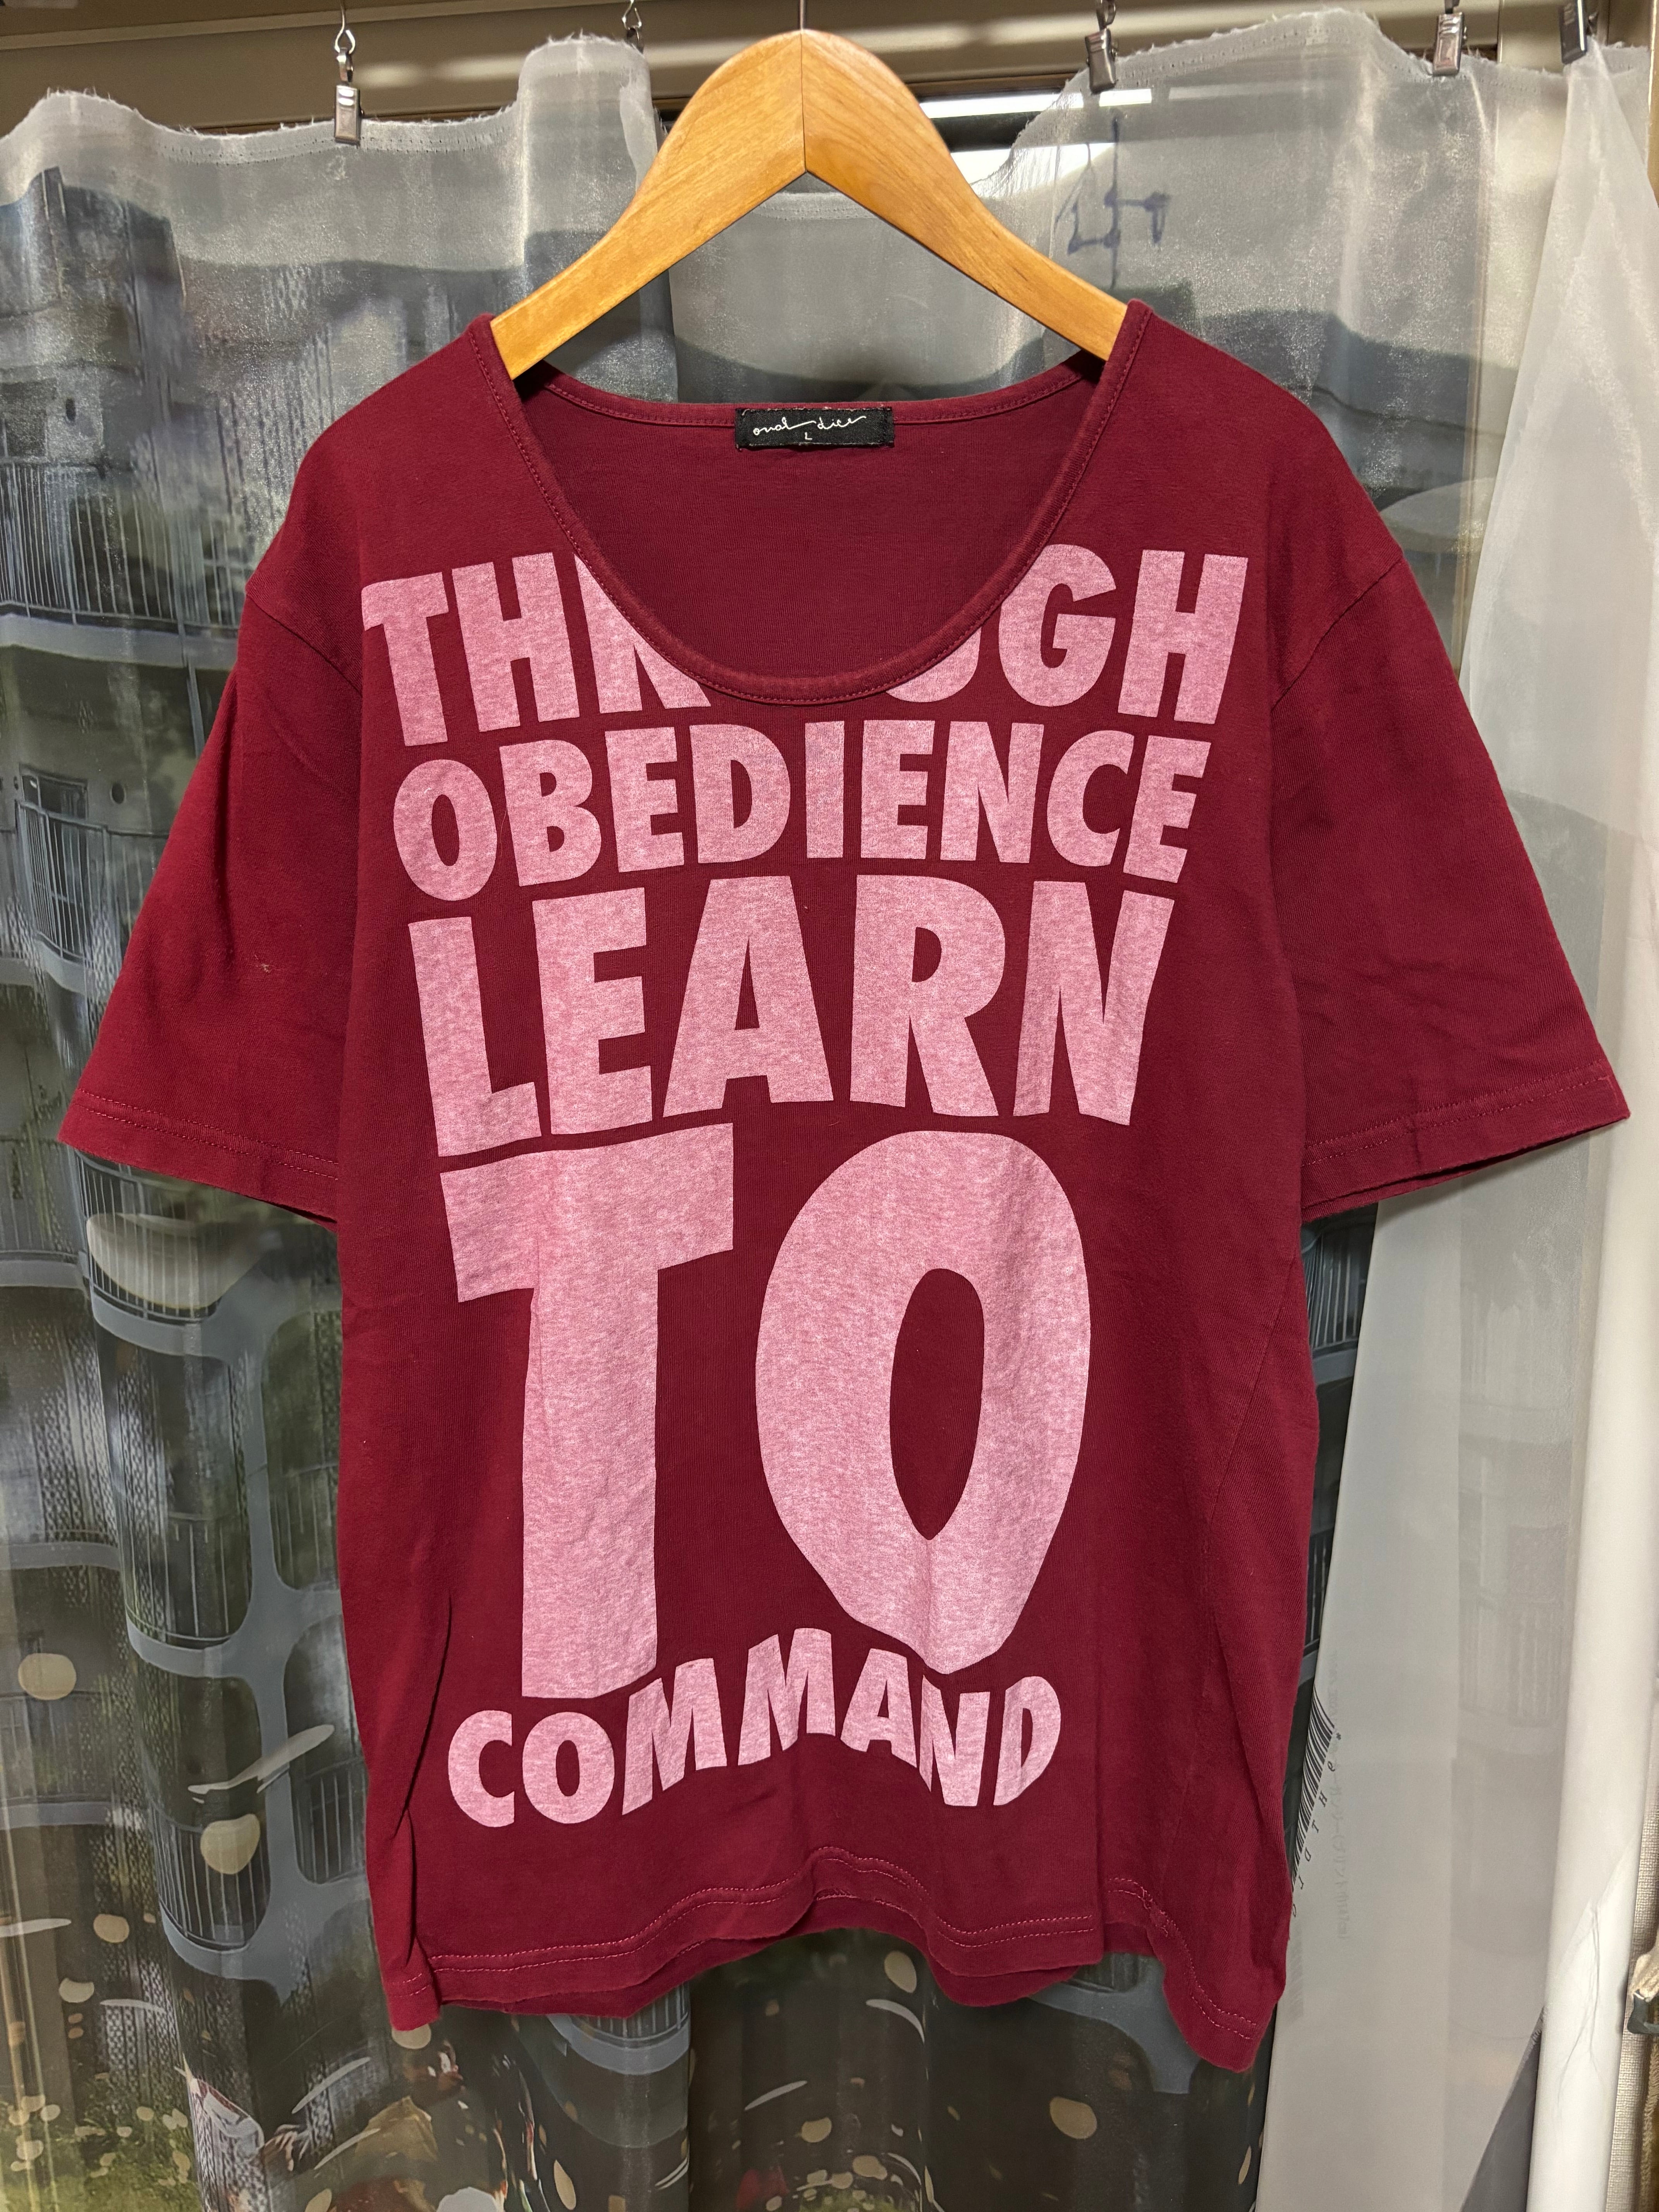 L
THROUGH
OBEDIENCE
LEARN
TO
COMMAND